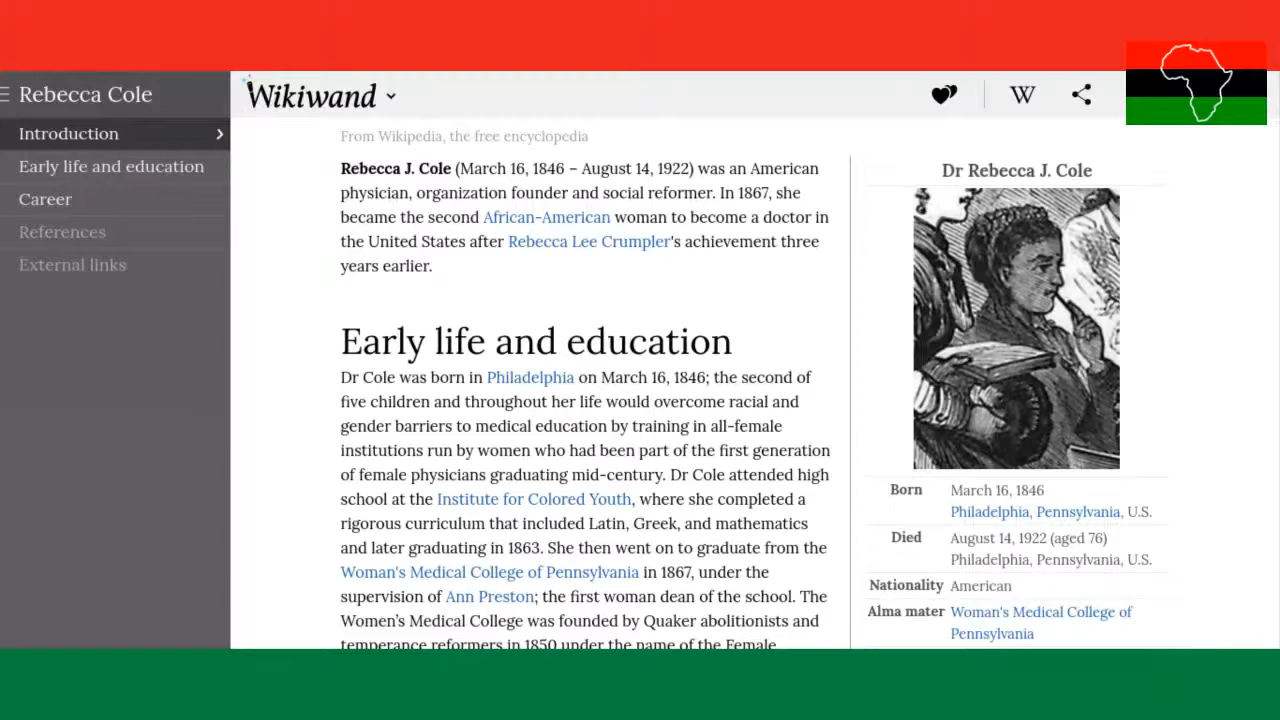 Rebecca Cole
Introduction
Early life and education
Career
References
External links
Wikiwand
W
From Wikipedia, the free encyclopedia
Rebecca J. Cole (March 16, 1846 – August 14, 1922) was an American
physician, organization founder and social reformer. In 1867, she
became the second African-American woman to become a doctor in
the United States after Rebecca Lee Crumpler's achievement three
years earlier.
Early life and education
Dr Cole was born in Philadelphia on March 16, 1846; the second of
five children and throughout her life would overcome racial and
gender barriers to medical education by training in all-female
institutions run by women who had been part of the first generation
of female physicians graduating mid-century. Dr Cole attended high
school at the Institute for Colored Youth, where she completed a
rigorous curriculum that included Latin, Greek, and mathematics
and later graduating in 1863. She then went on to graduate from the
Woman's Medical College of Pennsylvania in 1867, under the
supervision of Ann Preston; the first woman dean of the school. The
Women’s Medical College was founded by Quaker abolitionists and
temperance reformers in 1850 under the name of the Female
Dr Rebecca J. Cole
Born March 16, 1846
Philadelphia, Pennsylvania, U.S.
Died August 14, 1922 (aged 76)
Philadelphia, Pennsylvania, U.S.
Nationality American
Alma mater Woman's Medical College of
Pennsylvania